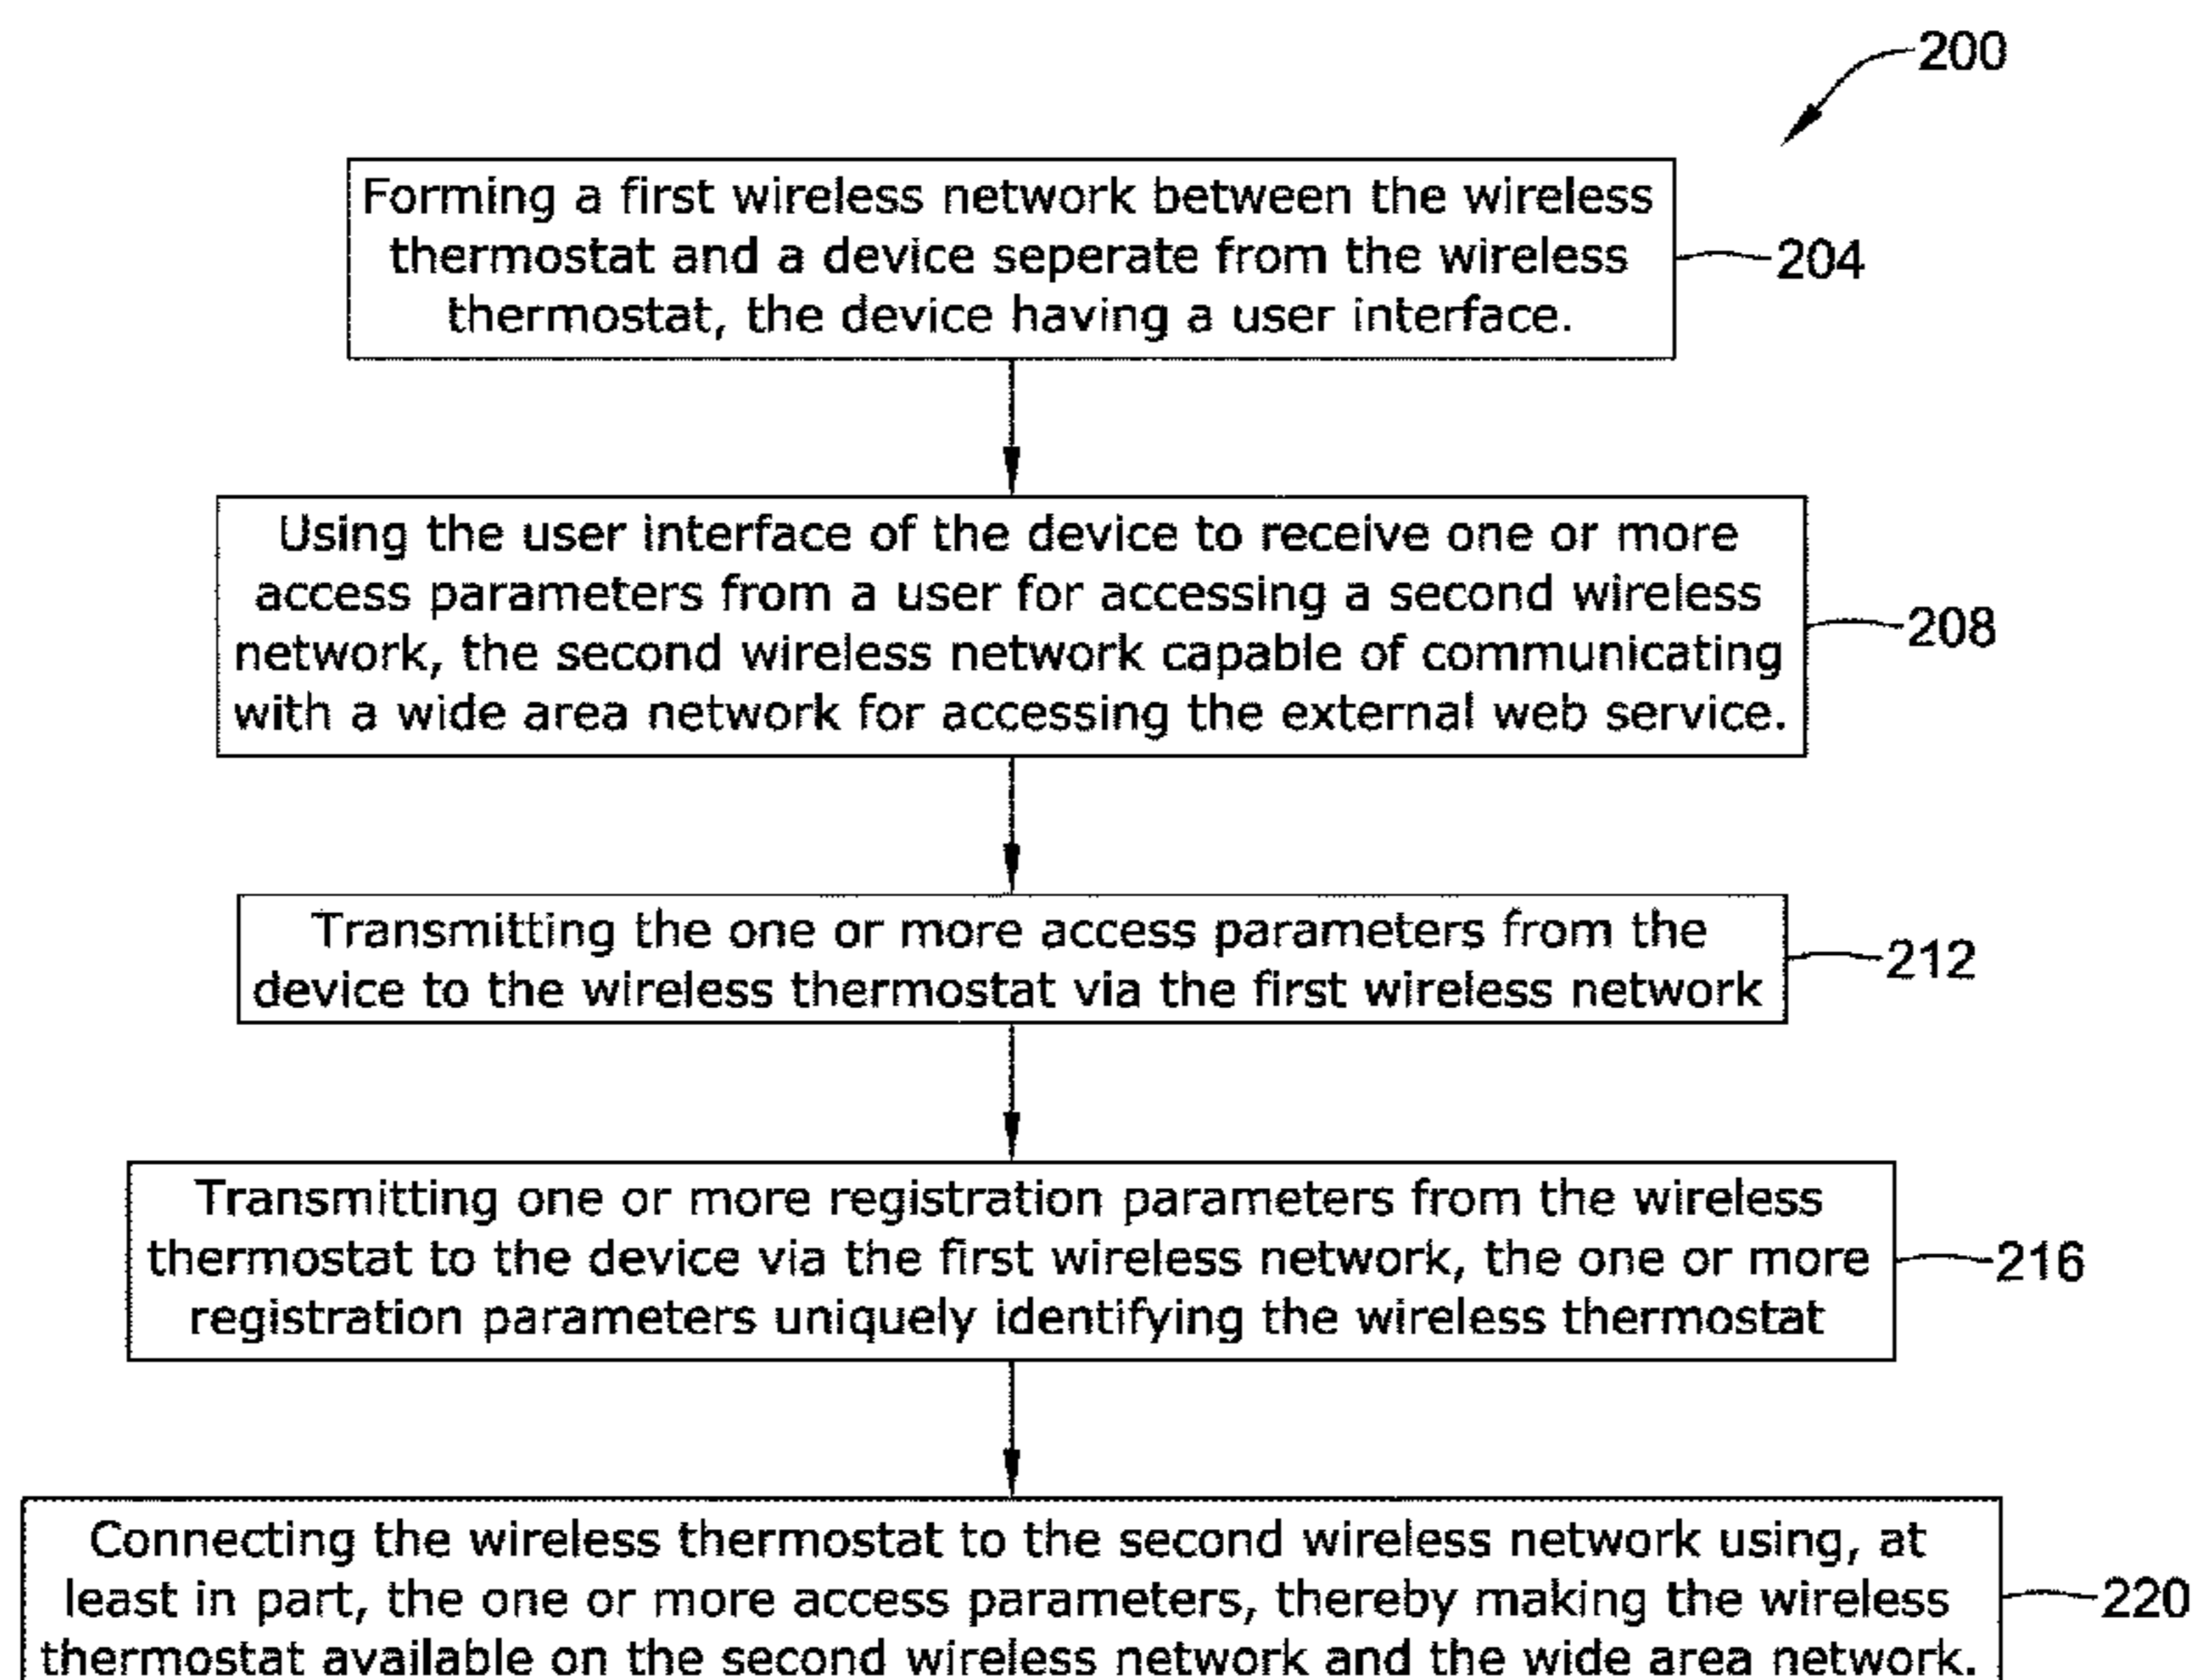 200
Forming a first wireless network between the wireless
thermostat and a device seperate from the wireless
thermostat, the device having a user interface.
204
Using the user interface of the device to receive one or more
access parameters from a user for accessing a second wireless
network, the second wireless network capable of communicating
with a wide area network for accessing the external web service.
208
Transmitting the one or more access parameters from the
device to the wireless thermostat via the first wireless network
212
Transmitting one or more registration parameters from the wireless
thermostat to the device via the first wireless network, the one or more
registration parameters uniquely identifying the wireless thermostat
216
Connecting the wireless thermostat to the second wireless network using, at
least in part, the one or more access parameters, thereby making the wireless
thermostat available on the second wireless network and the wide area network.
220